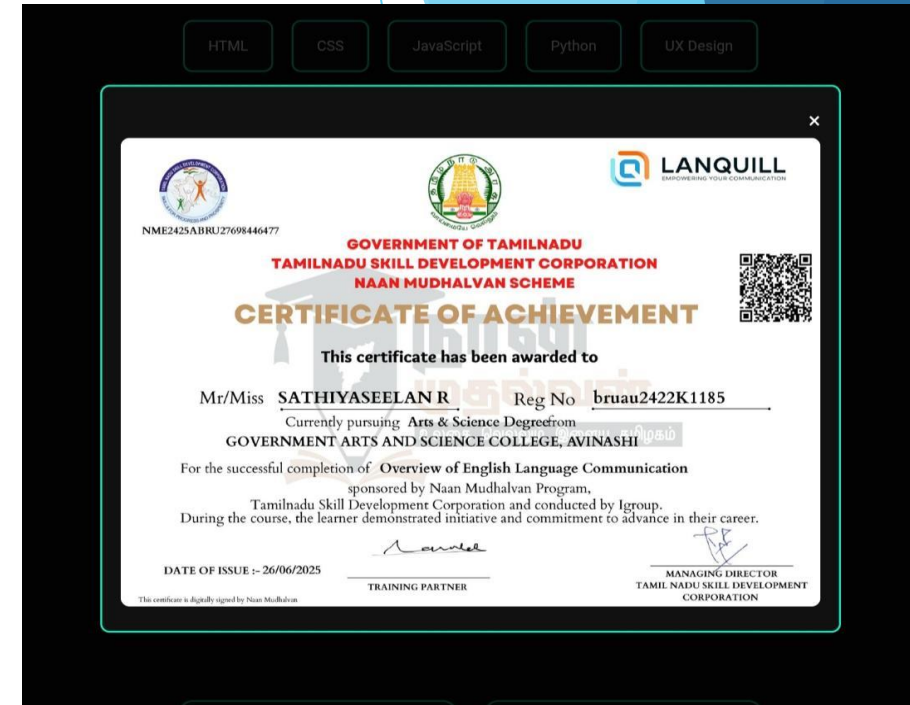 HTML
CSS
JavaScript
Python
UX Design
×
LANQUILL
EMPOWERING YOUR COMMUNICATION
NME2425ABRU27698446477
GOVERNMENT OF TAMILNADU
TAMILNADU SKILL DEVELOPMENT CORPORATION
NAAN MUDHALVAN SCHEME
CERTIFICATE OF ACHIEVEMENT
நான்
முதல்வன்
This certificate has been awarded to
Mr/Miss SATHIYASEELAN R Reg No bruau2422K1185
Currently pursuing Arts & Science Degreefrom
GOVERNMENT ARTS AND SCIENCE COLLEGE, AVINASHI
For the successful completion of Overview of English Language Communication
sponsored by Naan Mudhalvan Program,
Tamilnadu Skill Development Corporation and conducted by Igroup.
During the course, the learner demonstrated initiative and commitment to advance in their career.
DATE OF ISSUE :- 26/06/2025
TRAINING PARTNER
MANAGING DIRECTOR
TAMIL NADU SKILL DEVELOPMENT
CORPORATION
This certificate is digitally signed by Naan Mudhalvan